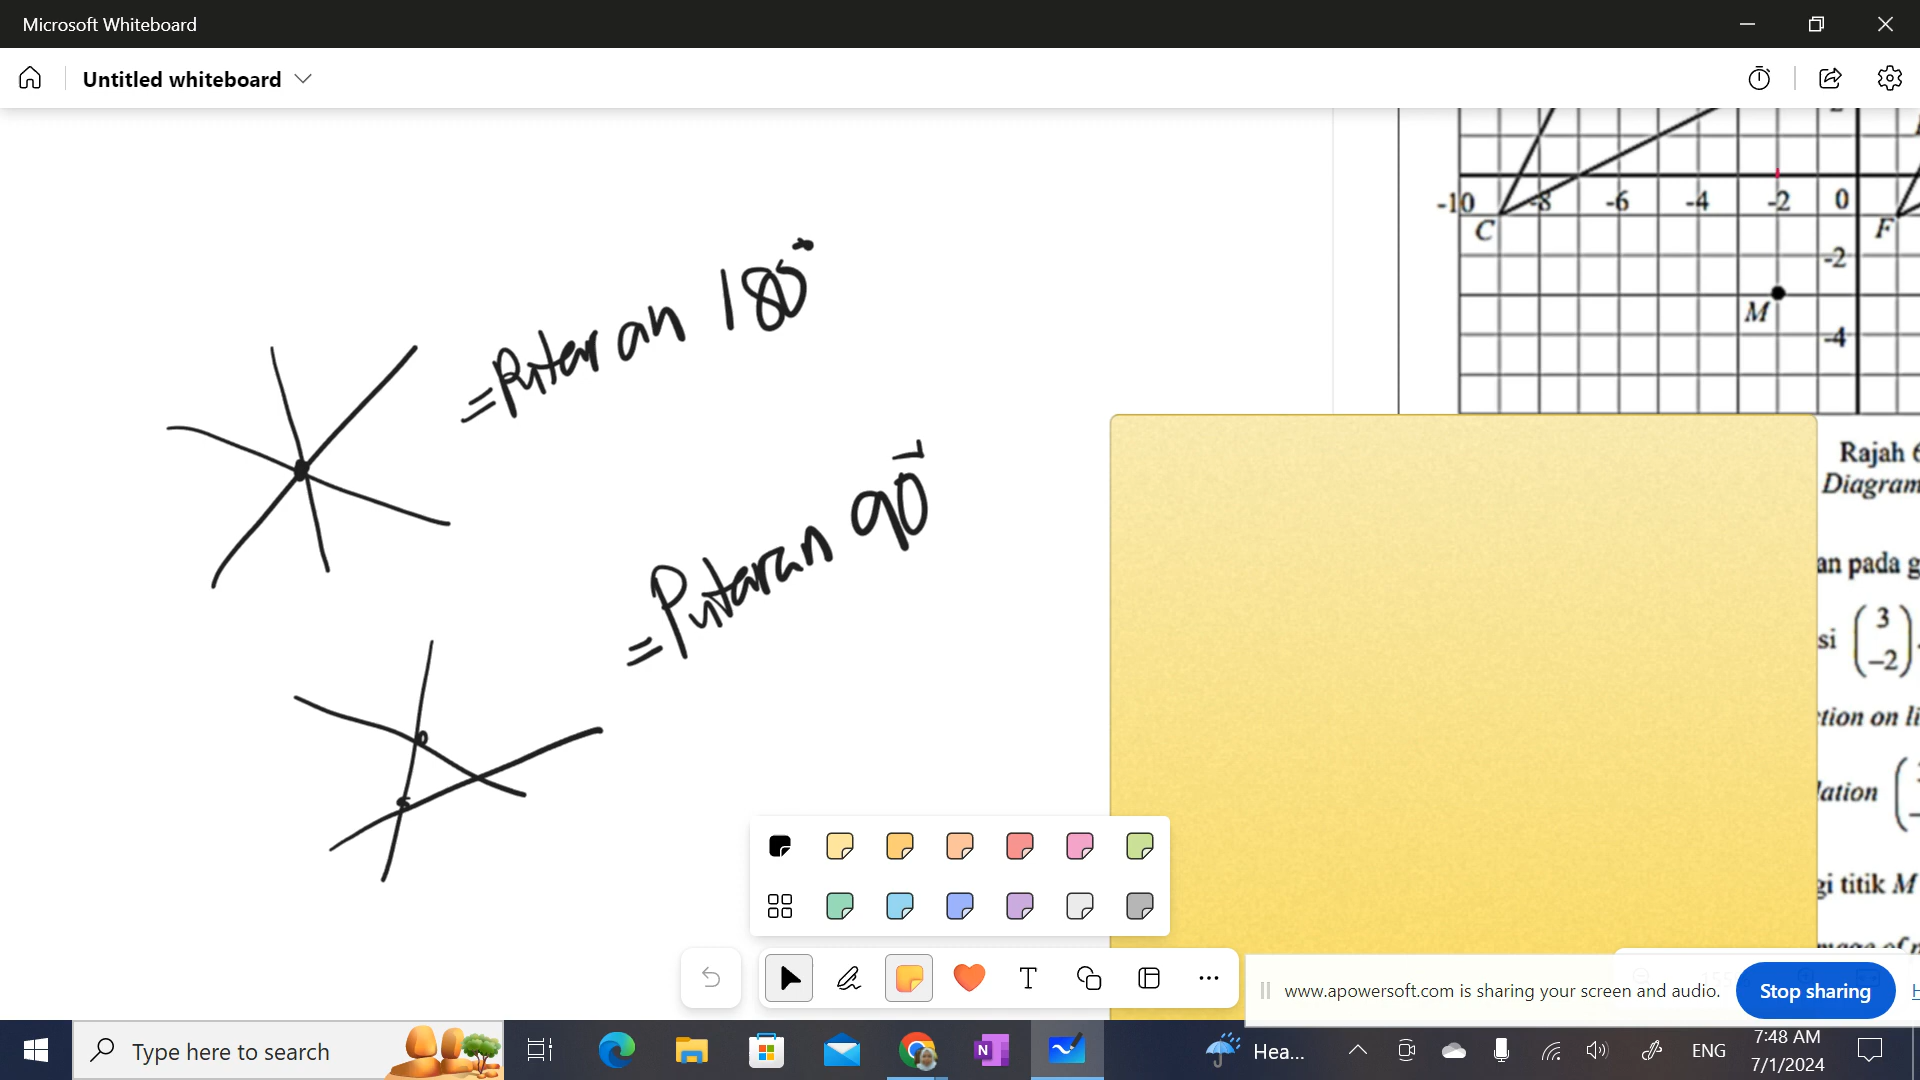 Microsoft Whiteboard
Untitled whiteboard
= Putaran 180°
= Putaran 90°
-10 -8 -6 -4 -2 0
C
F
-2
M
-4
Rajah 6
Diagram
an pada g
si (3 -2).
tion on li
lation
gi titik M
T
www.apowersoft.com is sharing your screen and audio.
Stop sharing
Type here to search
Hea...
ENG
7:48 AM
7/1/2024